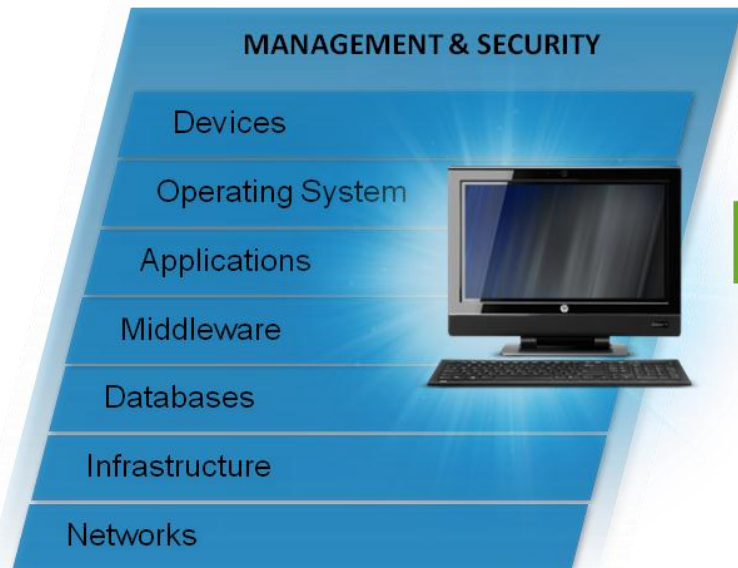 MANAGEMENT & SECURITY
Devices
Operating System
Applications
Middleware
Databases
Infrastructure
Networks